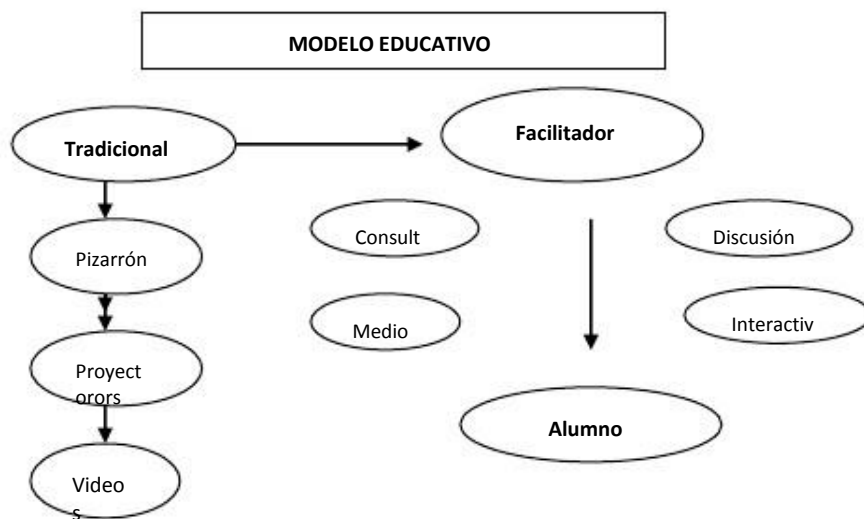 MODELO EDUCATIVO
Tradicional
Facilitador
Pizarrón
Consult
Discusión
Medio
Interactiv
Proyect
orors
Alumno
Video
s